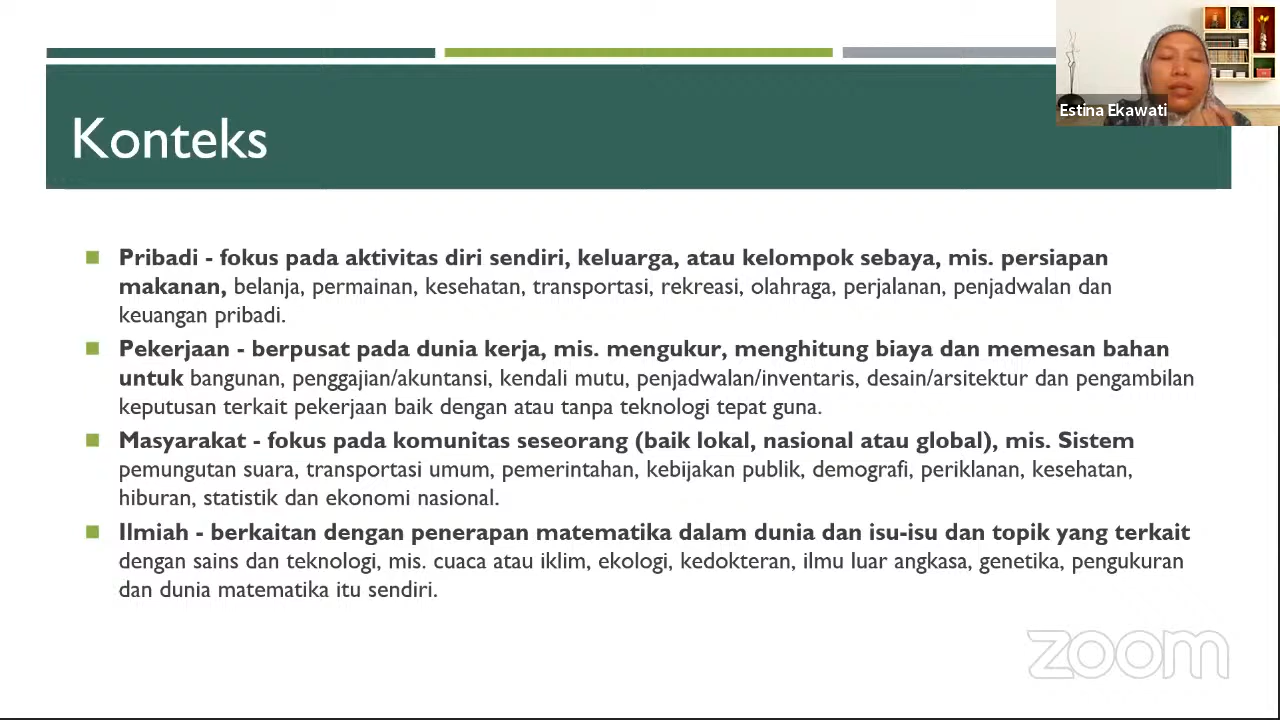 Estina Ekawati
Konteks
Pribadi - fokus pada aktivitas diri sendiri, keluarga, atau kelompok sebaya, mis. persiapan
makanan, belanja, permainan, kesehatan, transportasi, rekreasi, olahraga, perjalanan, penjadwalan dan
keuangan pribadi.
Pekerjaan - berpusat pada dunia kerja, mis. mengukur, menghitung biaya dan memesan bahan
untuk bangunan, penggajian/akuntansi, kendali mutu, penjadwalan/inventaris, desain/arsitektur dan pengambilan
keputusan terkait pekerjaan baik dengan atau tanpa teknologi tepat guna.
Masyarakat - fokus pada komunitas seseorang (baik lokal, nasional atau global), mis. Sistem
pemungutan suara, transportasi umum, pemerintahan, kebijakan publik, demografi, periklanan, kesehatan,
hiburan, statistik dan ekonomi nasional.
Ilmiah - berkaitan dengan penerapan matematika dalam dunia dan isu-isu dan topik yang terkait
dengan sains dan teknologi, mis. cuaca atau iklim, ekologi, kedokteran, ilmu luar angkasa, genetika, pengukuran
dan dunia matematika itu sendiri.
zoom